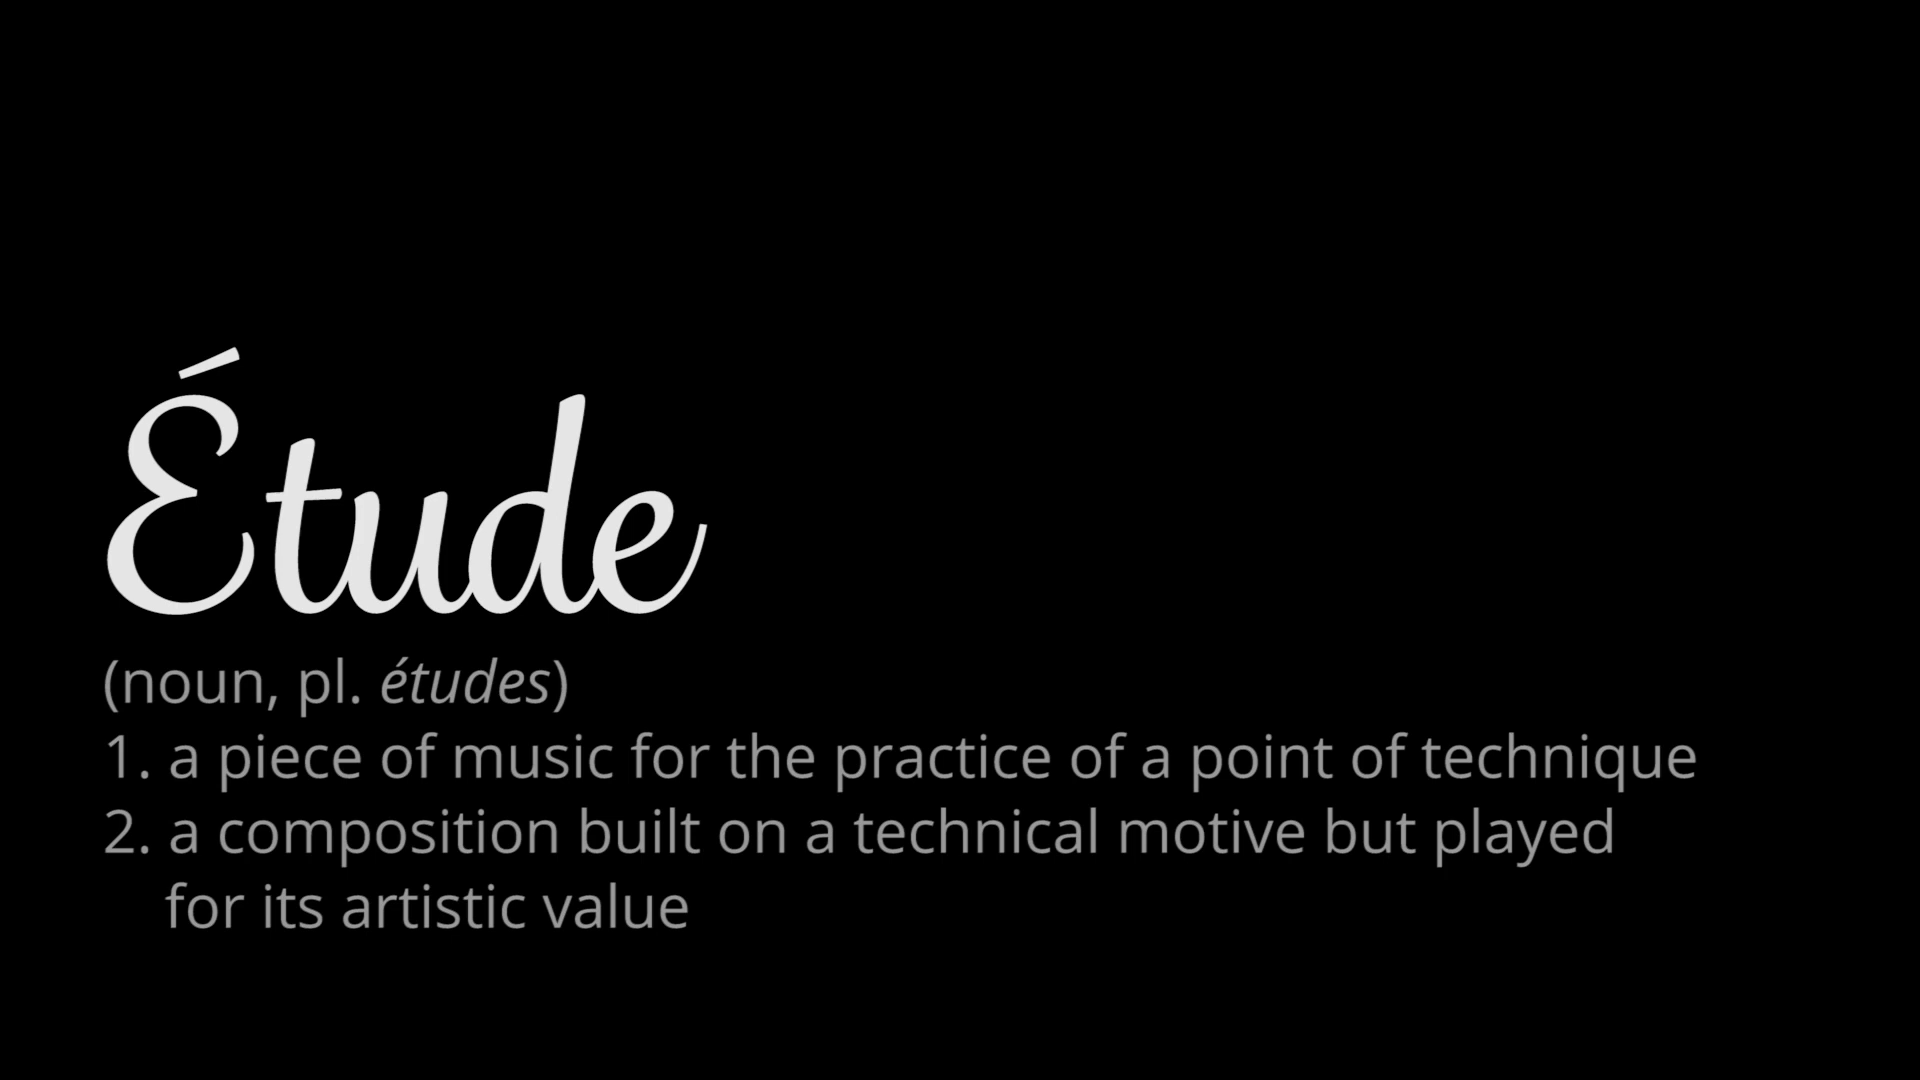 Étude
(noun, pl. études)
1. a piece of music for the practice of a point of technique
2. a composition built on a technical motive but played
for its artistic value